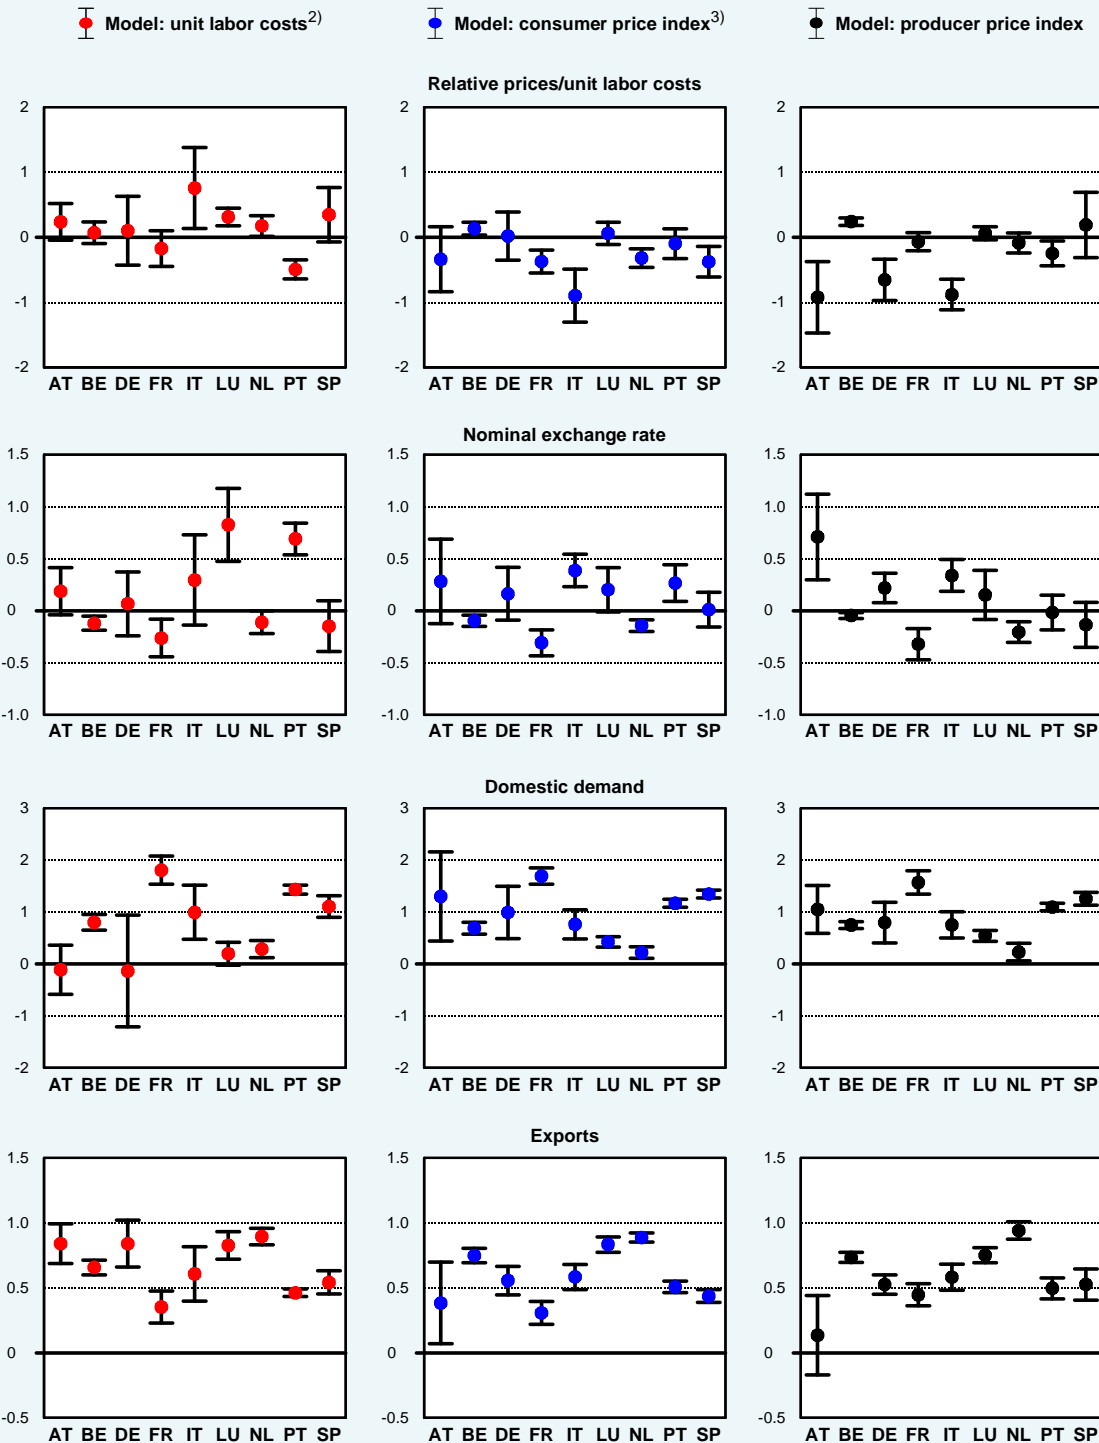 Model: unit labor costs2) Model: consumer price index3) Model: producer price index
Relative prices/unit labor costs
2 2 2
1 1 1
0 0 0
-1 -1 -1
-2 -2 -2
AT BE DE FR IT LU NL PT SP AT BE DE FR IT LU NL PT SP AT BE DE FR IT LU NL PT SP
Nominal exchange rate
1.5 1.5 1.5
1.0 1.0 1.0
0.5 0.5 0.5
0 0 0
-0.5 -0.5 -0.5
-1.0 -1.0 -1.0
AT BE DE FR IT LU NL PT SP AT BE DE FR IT LU NL PT SP AT BE DE FR IT LU NL PT SP
Domestic demand
3 3 3
2 2 2
1 1 1
0 0 0
-1 -1 -1
-2 -2 -2
AT BE DE FR IT LU NL PT SP AT BE DE FR IT LU NL PT SP AT BE DE FR IT LU NL PT SP
Exports
1.5 1.5 1.5
1.0 1.0 1.0
0.5 0.5 0.5
0 0 0
-0.5 -0.5 -0.5
AT BE DE FR IT LU NL PT SP AT BE DE FR IT LU NL PT SP AT BE DE FR IT LU NL PT SP